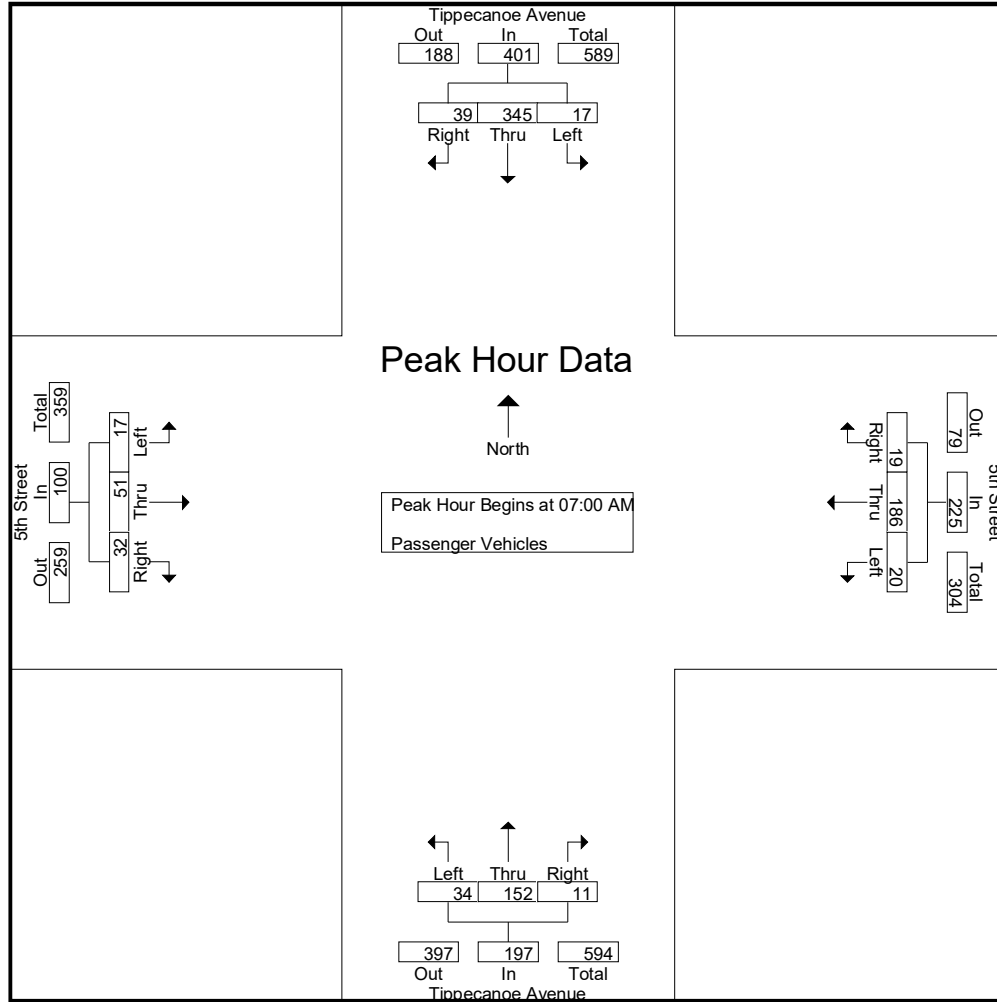 Tippecanoe Avenue
Out In Total
188 401 589
39 345 17
Right Thru Left
Peak Hour Data
North
Peak Hour Begins at 07:00 AM
Passenger Vehicles
5th Street
Total In Out
359 100 259
17 51 32
Left Thru Right
5th Street
Out In Total
79 225 304
19 186 20
Right Thru Left
Left Thru Right
34 152 11
397 197 594
Out In Total
Tippecanoe Avenue